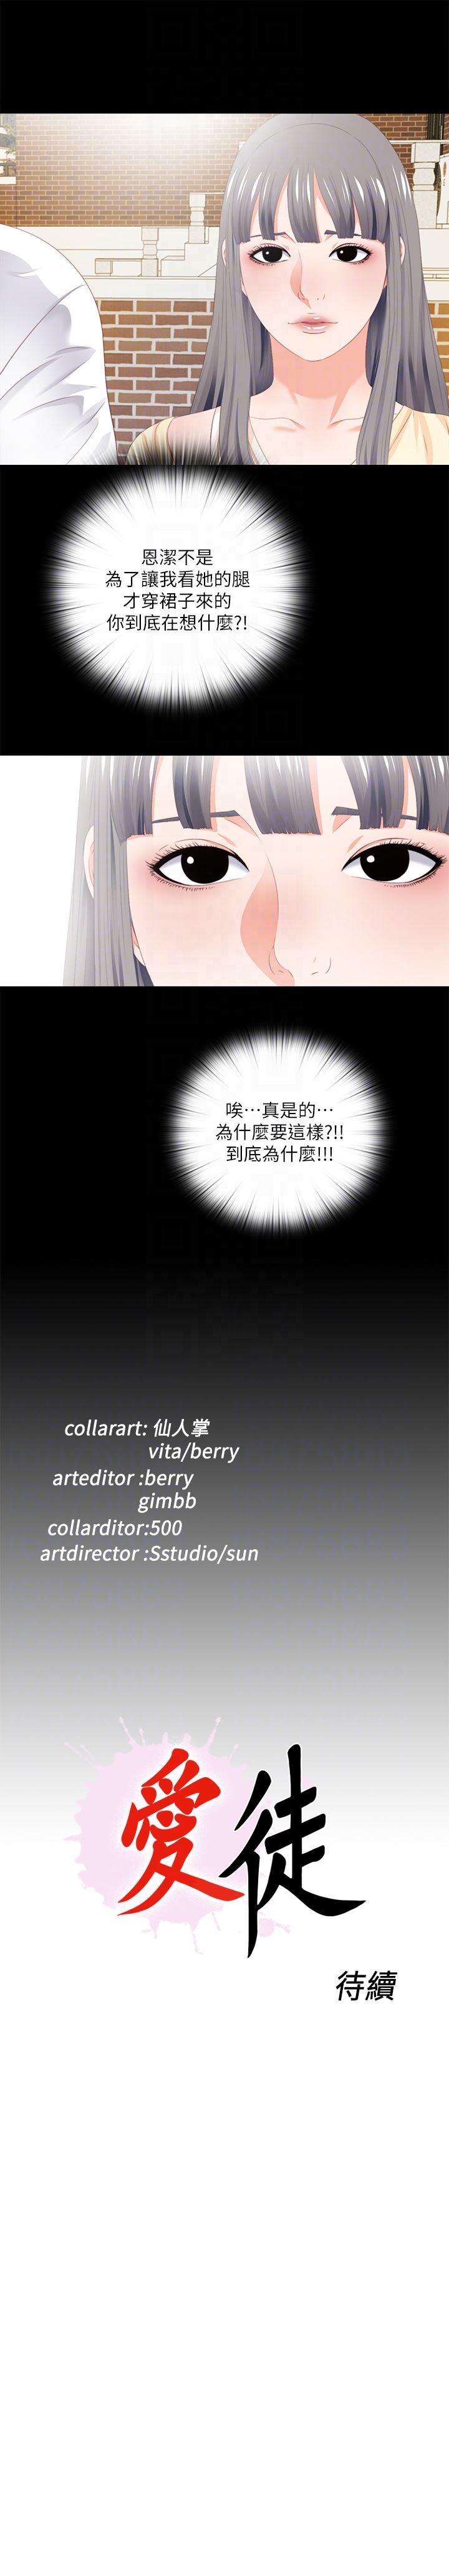 恩潔不是
為了讓我看她的腿
才穿裙子來的
你到底在想什麼?!
唉⋯真是的⋯
為什麼要這樣?!!
到底為什麼!!!
collarart: 仙人掌
vita/berry
arteditor :berry
gimbb
collarditor:500
artdirector :Sstudio/sun
愛徒
待續